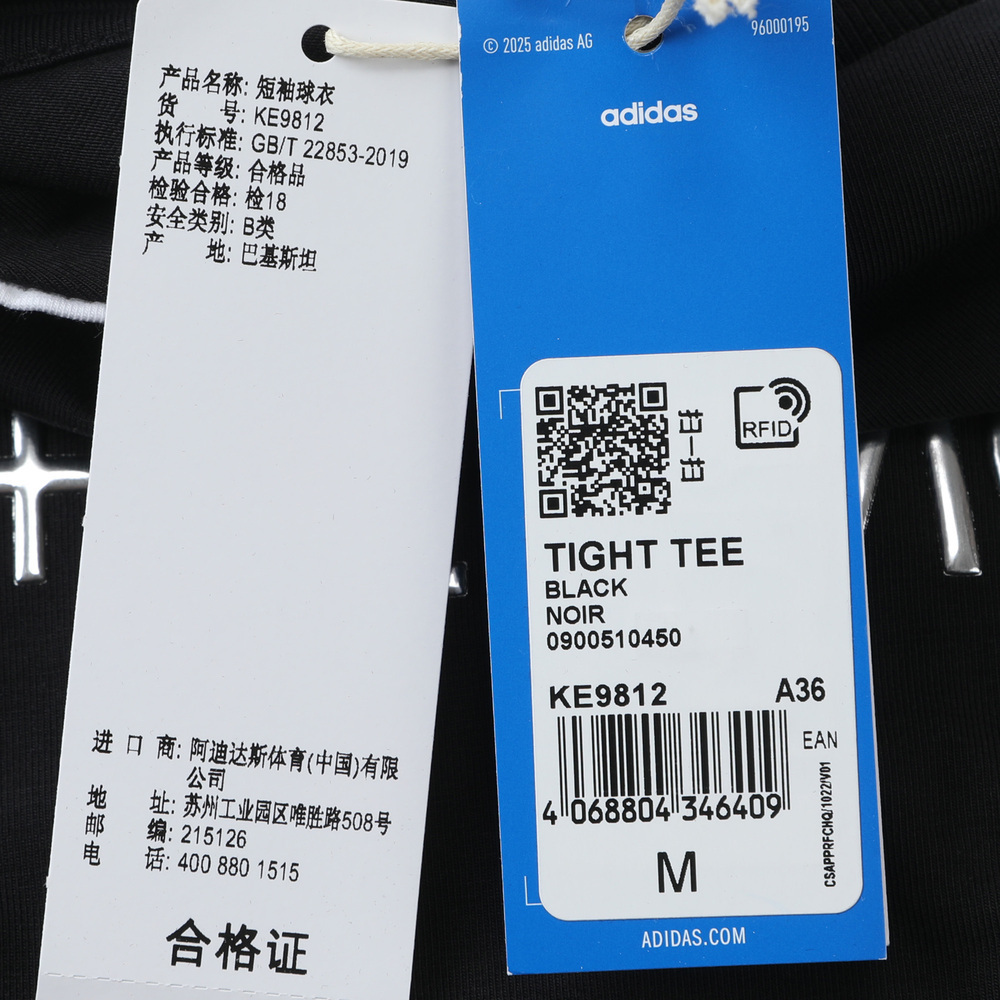 产品名称: 短袖球衣
货 号: KE9812
执行标准: GB/T 22853-2019
产品等级: 合格品
检验合格: 检18
安全类别: B类
产 地: 巴基斯坦
进 口 商: 阿迪达斯体育(中国)有限
公司
地 址: 苏州工业园区唯胜路508号
邮 编: 215126
电 话: 400 880 1515
合格证
© 2025 adidas AG
96000195
adidas
扫一扫
RFID
TIGHT TEE
BLACK
NOIR
0900510450
KE9812 A36
EAN
4 068804 346409
CSAPPRFCHQ/1022/V01
M
ADIDAS.COM